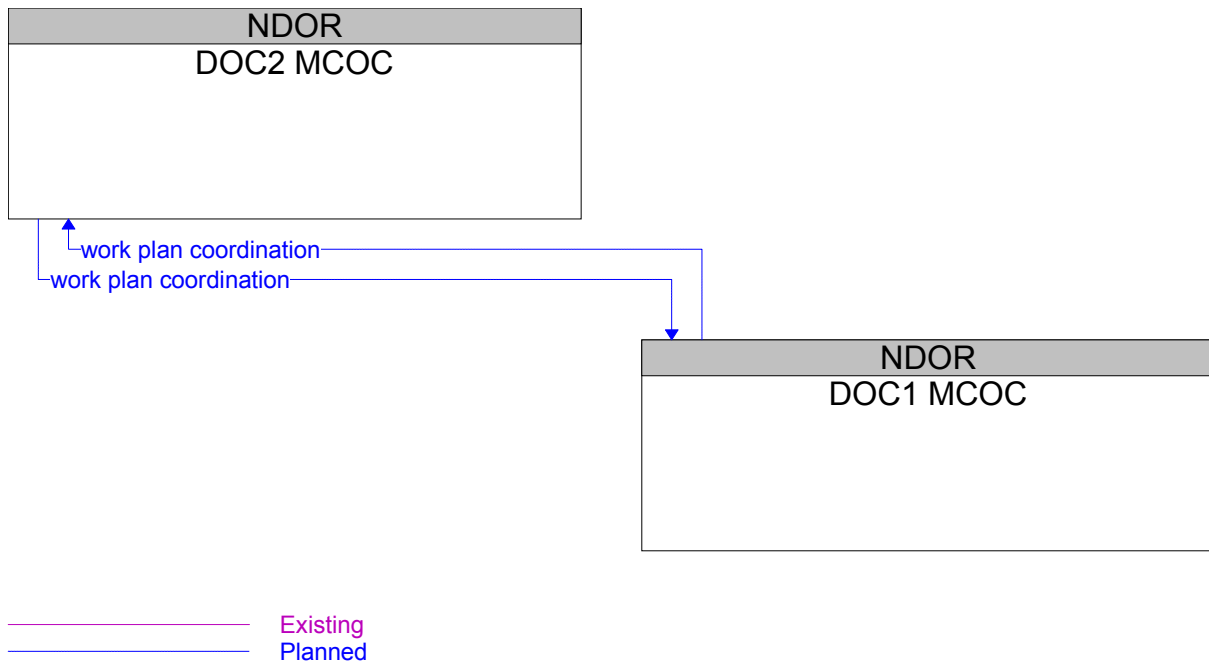 NDOR
DOC2 MCOC
work plan coordination
work plan coordination
NDOR
DOC1 MCOC
Existing
Planned